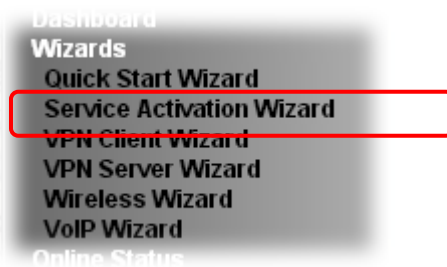 Dashboard
Wizards
Quick Start Wizard
Service Activation Wizard
VPN Client Wizard
VPN Server Wizard
Wireless Wizard
VoIP Wizard
Online Status